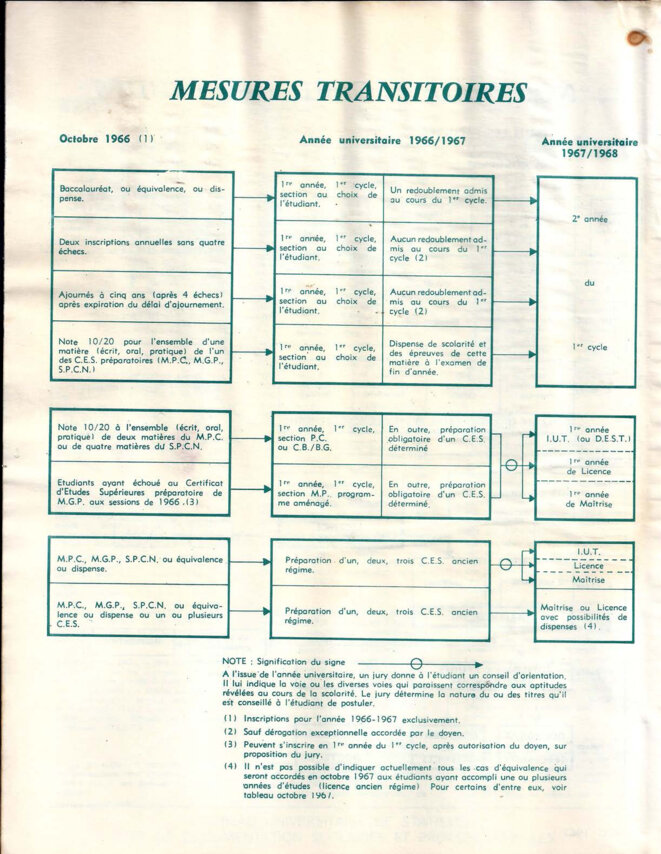 MESURES TRANSITOIRES
Octobre 1966 (1)
Année universitaire 1966/1967
Année universitaire
1967/1968
Baccalauréat, ou équivalence, ou dis-
pense.
1re année, 1er cycle,
section au choix de
l'étudiant.
Un redoublement admis
au cours du 1er cycle.
Deux inscriptions annuelles sans quatre
échecs.
1re année, 1er cycle,
section au choix de
l'étudiant.
Aucun redoublement ad-
mis au cours du 1er
cycle (2)
Ajournés à cinq ans (après 4 échecs)
après expiration du délai d'ajournement.
1re année, 1er cycle,
section au choix de
l'étudiant.
Aucun redoublement ad-
mis au cours du 1er
cycle (2)
Note 10/20 pour l'ensemble d'une
matière (écrit, oral, pratique) de l'un
des C.E.S. préparatoires (M.P.C., M.G.P.,
S.P.C.N.)
1re année, 1er cycle,
section au choix de
l'étudiant.
Dispense de scolarité et
des épreuves de cette
matière à l'examen de
fin d'année.
2e année
du
1er cycle
Note 10/20 à l'ensemble (écrit, oral,
pratique) de deux matières du M.P.C.
ou de quatre matières du S.P.C.N.
1re année, 1er cycle,
section P.C.
ou C.B./B.G.
En outre, préparation
obligatoire d'un C.E.S.
déterminé
Etudiants ayant échoué au Certificat
d'Etudes Supérieures préparatoire de
M.G.P. aux sessions de 1966 .(3)
1re année, 1er cycle,
section M.P. program-
me aménagé.
En outre, préparation
obligatoire d'un C.E.S.
déterminé.
1re année
I.U.T. (ou D.E.S.T.)
1re année
de Licence
1re année
de Maîtrise
M.P.C., M.G.P., S.P.C.N. ou équivalence
ou dispense.
Préparation d'un, deux, trois C.E.S. ancien
régime.
I.U.T.
Licence
Maîtrise
M.P.C., M.G.P., S.P.C.N. ou équiva-
lence ou dispense ou un ou plusieurs
C.E.S.
Préparation d'un, deux, trois C.E.S. ancien
régime.
Maîtrise ou Licence
avec possibilités de
dispenses (4).
NOTE : Signification du signe
A l'issue de l'année universitaire, un jury donne à l'étudiant un conseil d'orientation.
Il lui indique la voie ou les diverses voies qui paraissent correspondre aux aptitudes
révélées au cours de la scolarité. Le jury détermine la nature du ou des titres qu'il
est conseillé à l'étudiant de postuler.
(1) Inscriptions pour l'année 1966-1967 exclusivement.
(2) Sauf dérogation exceptionnelle accordée par le doyen.
(3) Peuvent s'inscrire en 1re année du 1er cycle, après autorisation du doyen, sur
proposition du jury.
(4) Il n'est pas possible d'indiquer actuellement tous les cas d'équivalence qui
seront accordés en octobre 1967 aux étudiants ayant accompli une ou plusieurs
années d'études (licence ancien régime) Pour certains d'entre eux, voir
tableau octobre 1967.